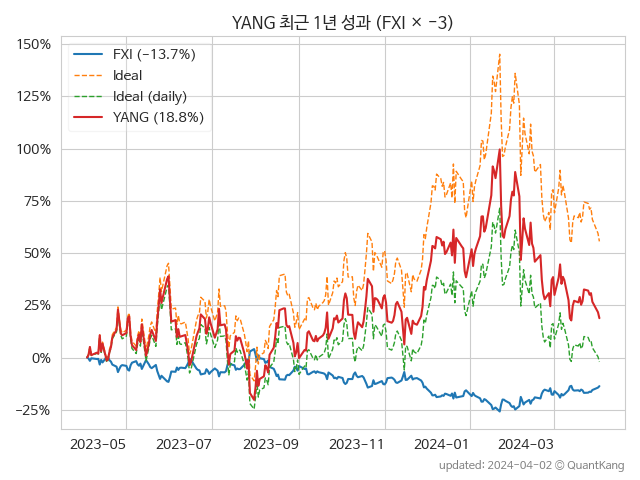 YANG 최근 1년 성과 (FXI × −3)
150%
125%
100%
75%
50%
25%
0%
−25%
FXI (−13.7%)
Ideal
Ideal (daily)
YANG (18.8%)
2023−05 2023−07 2023−09 2023−11 2024−01 2024−03
updated: 2024−04−02 © QuantKang